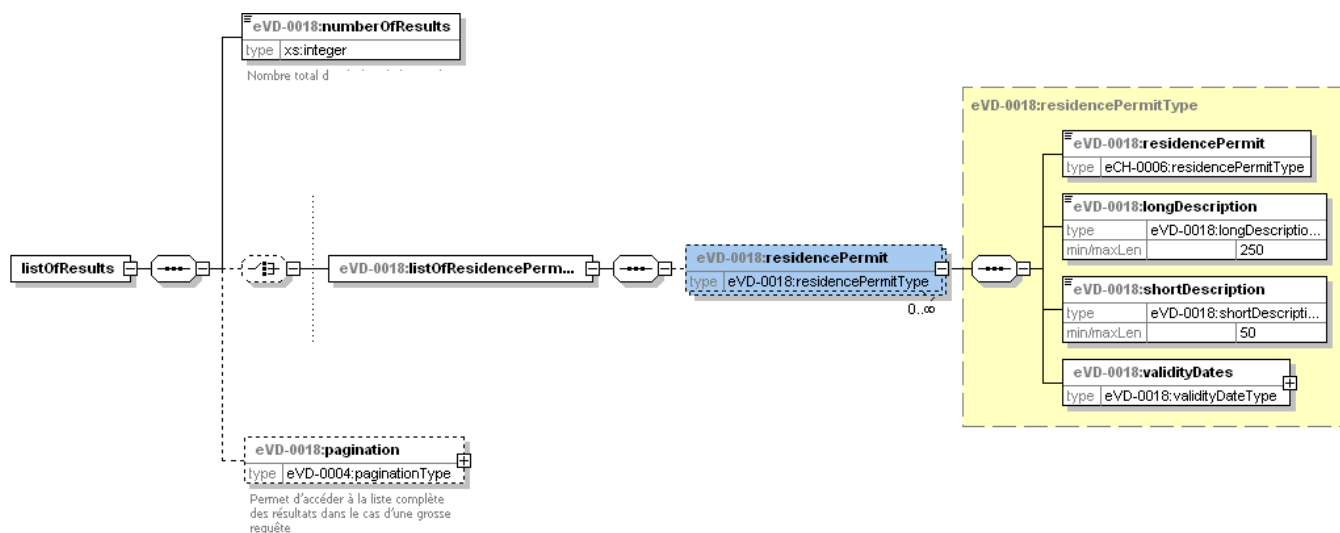 eVD-0018:numberOfResults
type xs:integer
Nombre total d
eVD-0018:residencePermitType
eVD-0018:residencePermit
type eCH-0006:residencePermitType
eVD-0018:longDescription
type eVD-0018:longDescriptio...
min/maxLen 250
listOfResults
eVD-0018:listOfResidencePerm...
eVD-0018:residencePermit
type eVD-0018:residencePermitType
0..∞
eVD-0018:shortDescription
type eVD-0018:shortDescripti...
min/maxLen 50
eVD-0018:validityDates
type eVD-0018:validityDateType
eVD-0018:pagination
type eVD-0004:paginationType
Permet d'accéder à la liste complète
des résultats dans le cas d'une grosse
requête